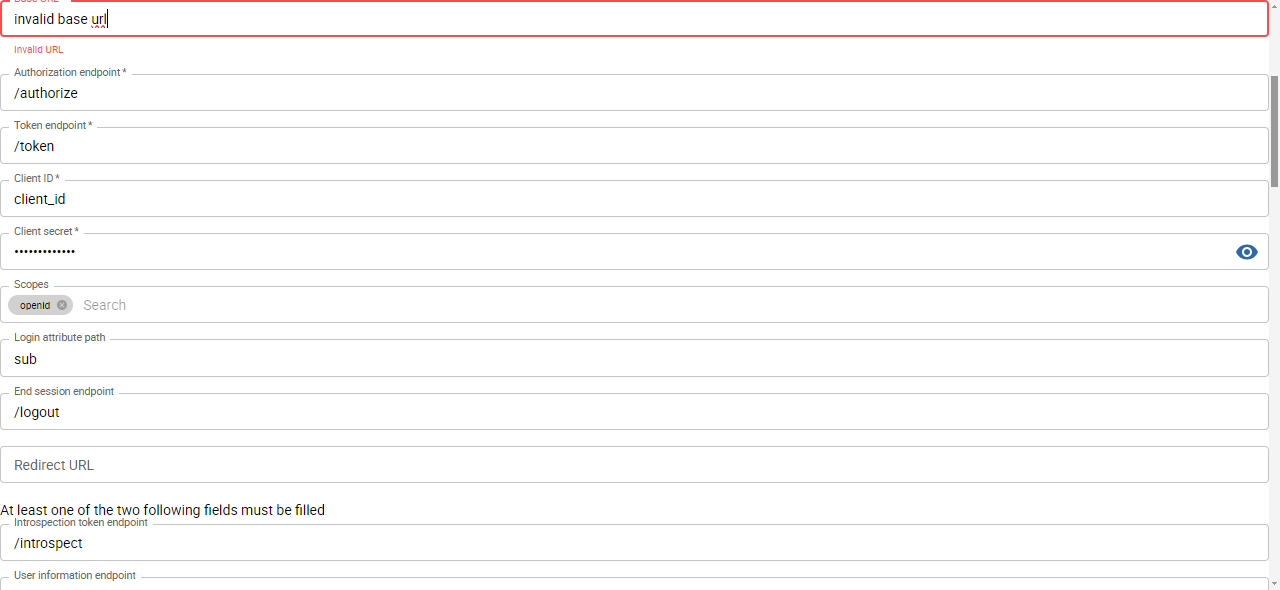 Base URL *
invalid base url
Invalid URL
Authorization endpoint *
/authorize
Token endpoint *
/token
Client ID *
client_id
Client secret *
•••••••••••••
Scopes
openid
Search
Login attribute path
sub
End session endpoint
/logout
Redirect URL
At least one of the two following fields must be filled
Introspection token endpoint
/introspect
User information endpoint